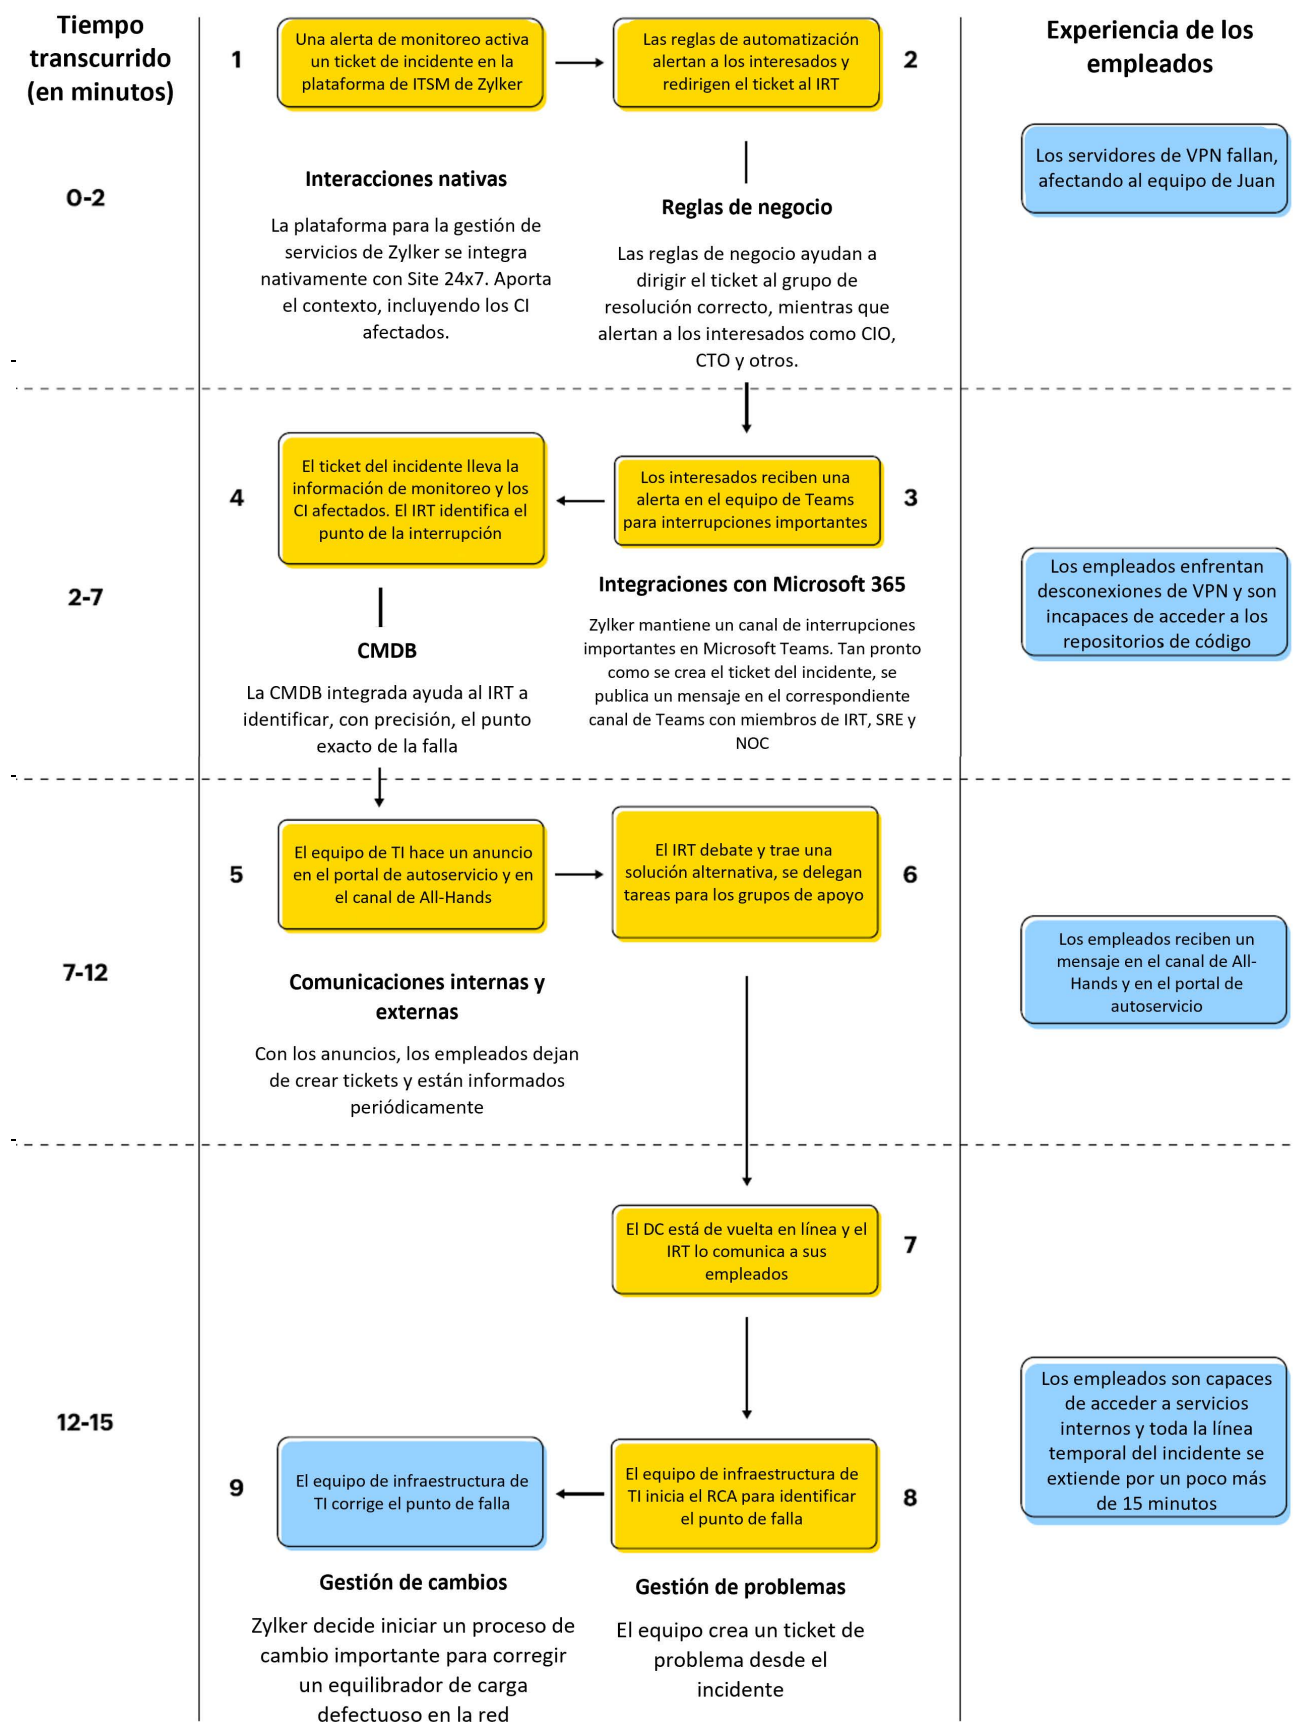 Tiempo
transcurrido
(en minutos)
1
Una alerta de monitoreo activa
un ticket de incidente en la
plataforma de ITSM de Zylker
Las reglas de automatización
alertan a los interesados y
redirigen el ticket al IRT
2
Experiencia de los
empleados
0-2
Interacciones nativas
La plataforma para la gestión de
servicios de Zylker se integra
nativamente con Site 24x7. Aporta
el contexto, incluyendo los CI
afectados.
Reglas de negocio
Las reglas de negocio ayudan a
dirigir el ticket al grupo de
resolución correcto, mientras que
alertan a los interesados como CIO,
CTO y otros.
Los servidores de VPN fallan,
afectando al equipo de Juan
4
El ticket del incidente lleva la
información de monitoreo y los
CI afectados. El IRT identifica el
punto de la interrupción
Los interesados reciben una
alerta en el equipo de Teams
para interrupciones importantes
3
2-7
CMDB
La CMDB integrada ayuda al IRT a
identificar, con precisión, el punto
exacto de la falla
Integraciones con Microsoft 365
Zylker mantiene un canal de interrupciones
importantes en Microsoft Teams. Tan pronto
como se crea el ticket del incidente, se
publica un mensaje en el correspondiente
canal de Teams con miembros de IRT, SRE y
NOC
Los empleados enfrentan
desconexiones de VPN y son
incapaces de acceder a los
repositorios de código
5
El equipo de TI hace un anuncio
en el portal de autoservicio y en
el canal de All-Hands
El IRT debate y trae una
solución alternativa, se delegan
tareas para los grupos de apoyo
6
7-12
Comunicaciones internas y
externas
Con los anuncios, los empleados dejan
de crear tickets y están informados
periódicamente
Los empleados reciben un
mensaje en el canal de All-
Hands y en el portal de
autoservicio
El DC está de vuelta en línea y el
IRT lo comunica a sus
empleados
7
12-15
9
El equipo de infraestructura de
TI corrige el punto de falla
El equipo de infraestructura de
TI inicia el RCA para identificar
el punto de falla
8
Gestión de cambios
Zylker decide iniciar un proceso de
cambio importante para corregir
un equilibrador de carga
defectuoso en la red
Gestión de problemas
El equipo crea un ticket de
problema desde el
incidente
Los empleados son capaces
de acceder a servicios
internos y toda la línea
temporal del incidente se
extiende por un poco más
de 15 minutos